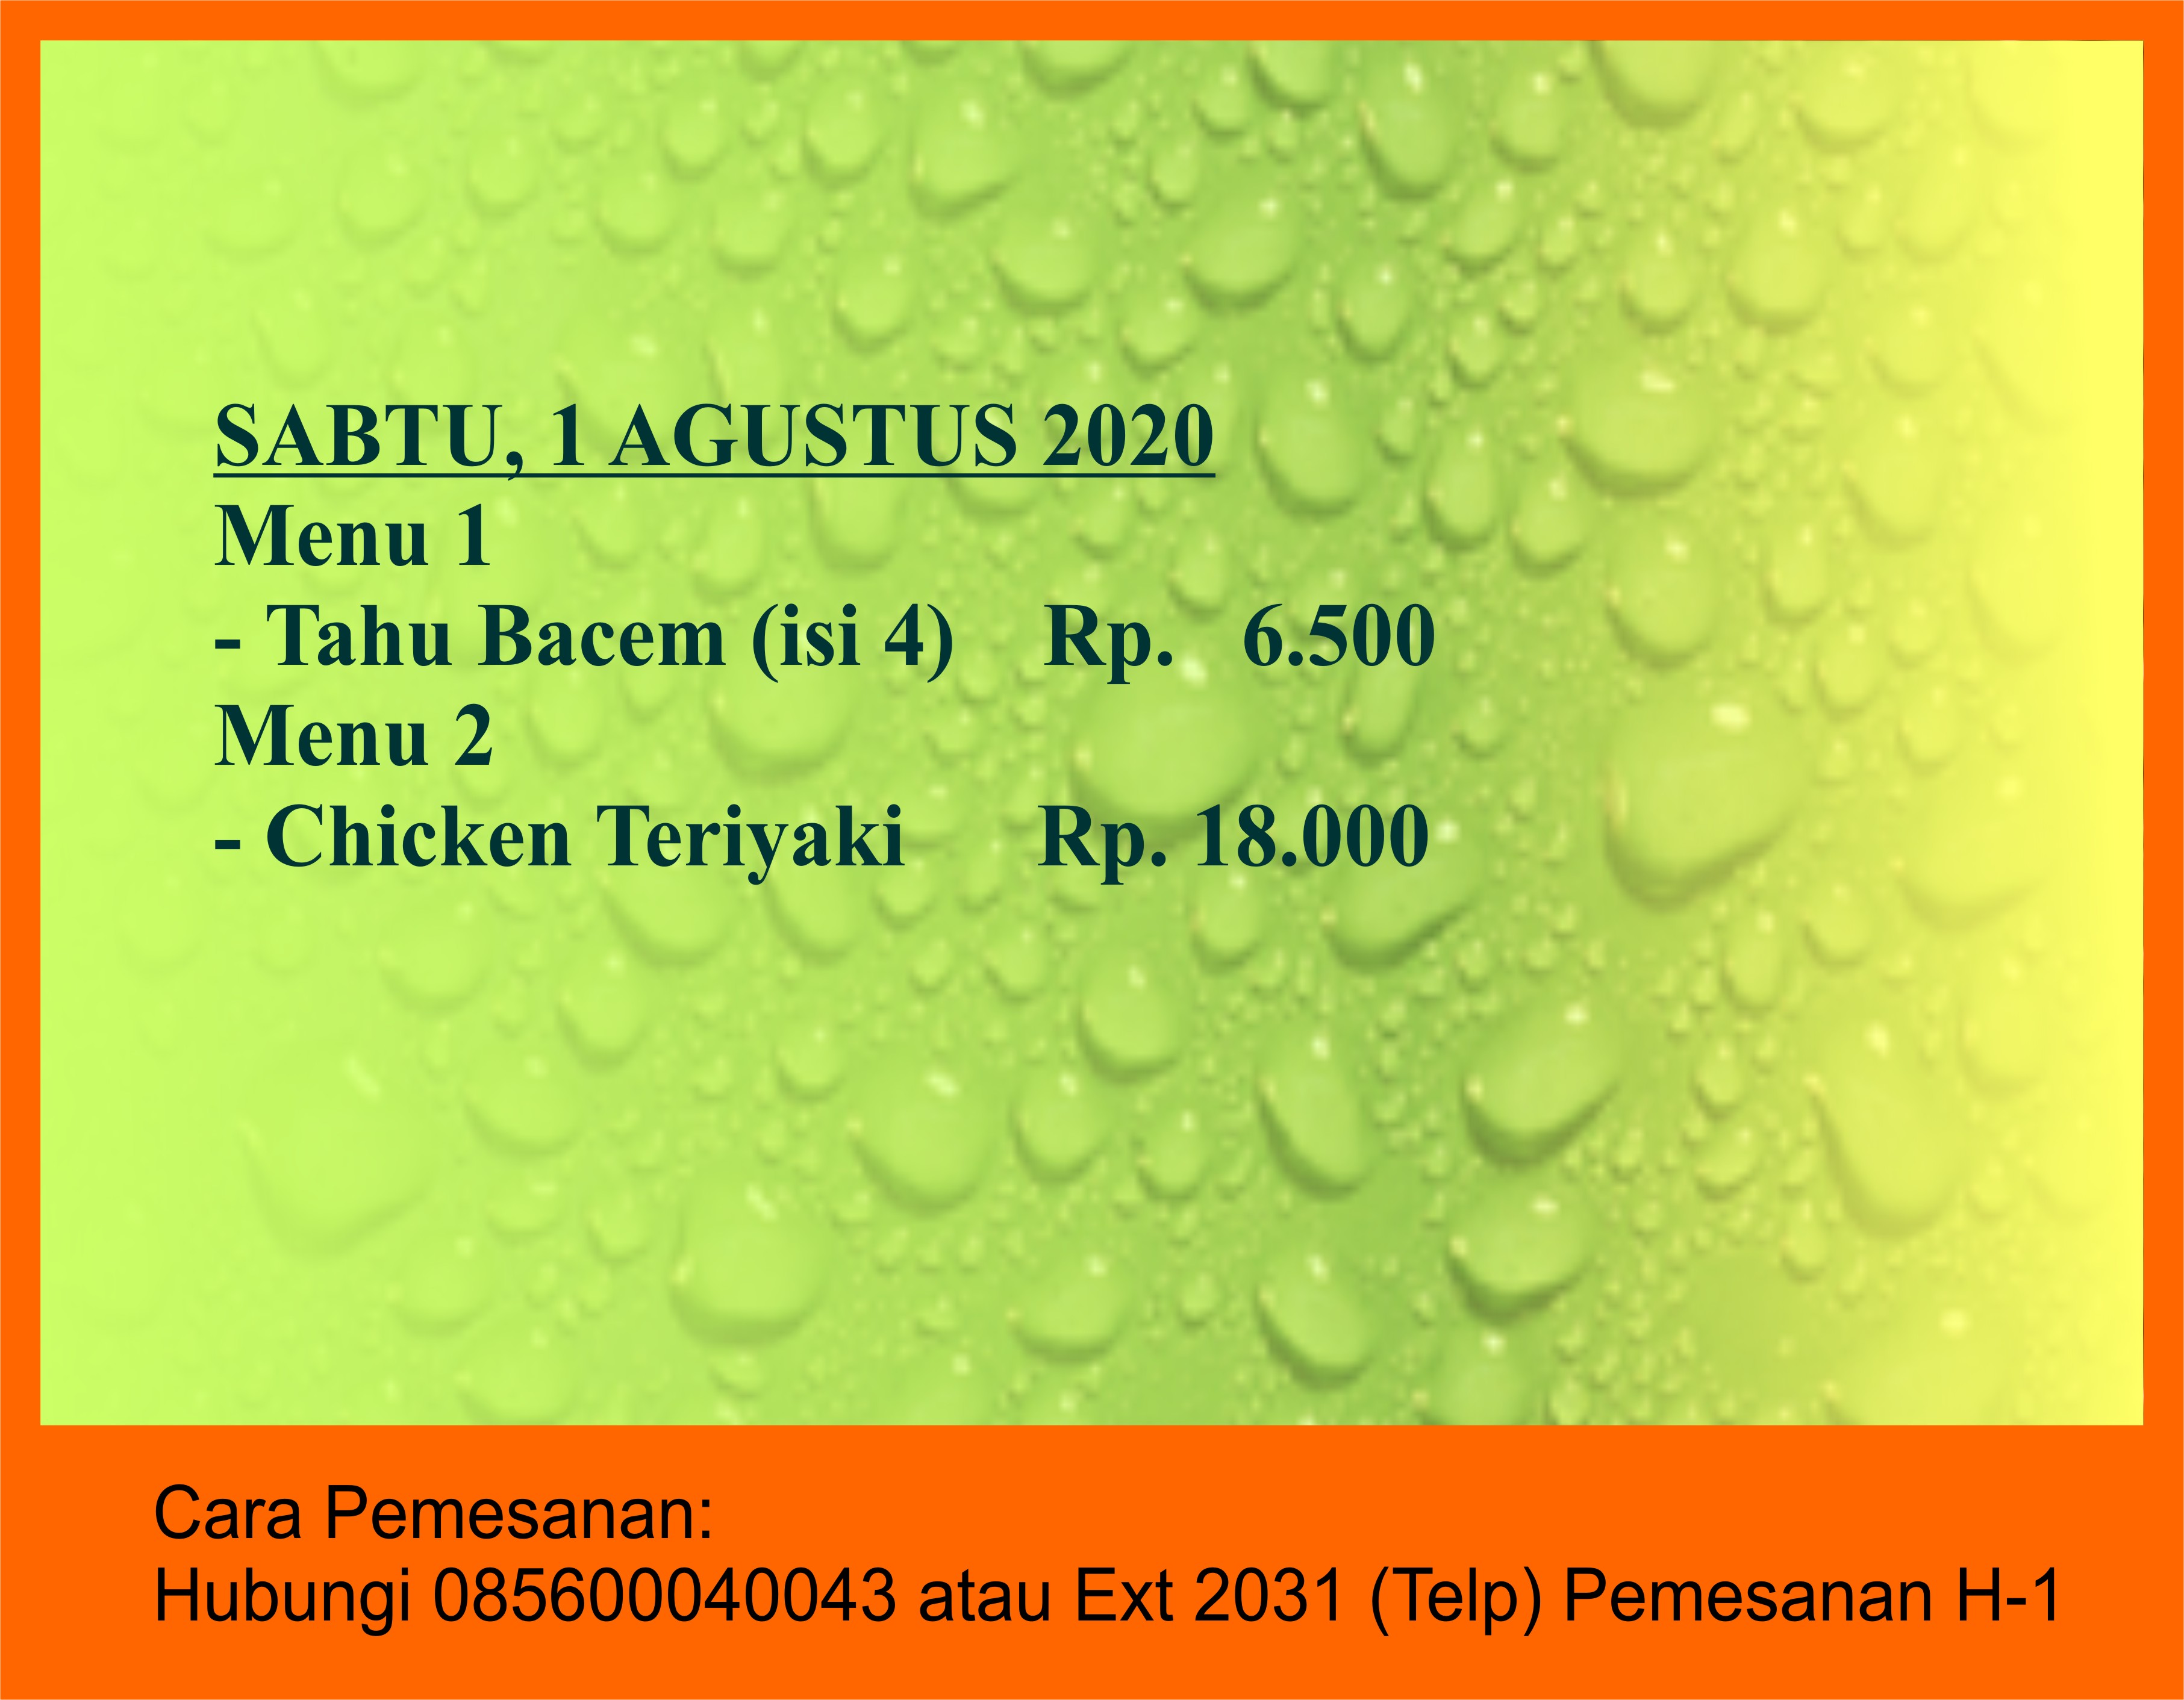 SABTU, 1 AGUSTUS 2020
Menu 1
- Tahu Bacem (isi 4) Rp. 6.500
Menu 2
- Chicken Teriyaki Rp. 18.000
Cara Pemesanan:
Hubungi 085600040043 atau Ext 2031 (Telp) Pemesanan H-1